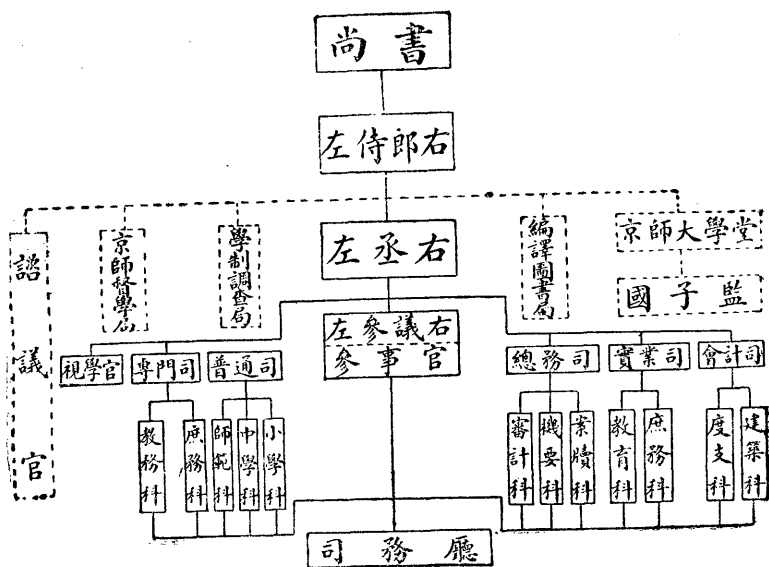 尚書
左侍郎右
諮議官
京師督學局
學制調查局
左丞右
編譯圖書局
京師大學堂
國子監
左參議右
參事官
視學官
專門司
普通司
總務司
實業司
會計司
教務科
庶務科
師範科
中學科
小學科
審計科
機要科
案牘科
教育科
庶務科
度支科
建築科
司務廳